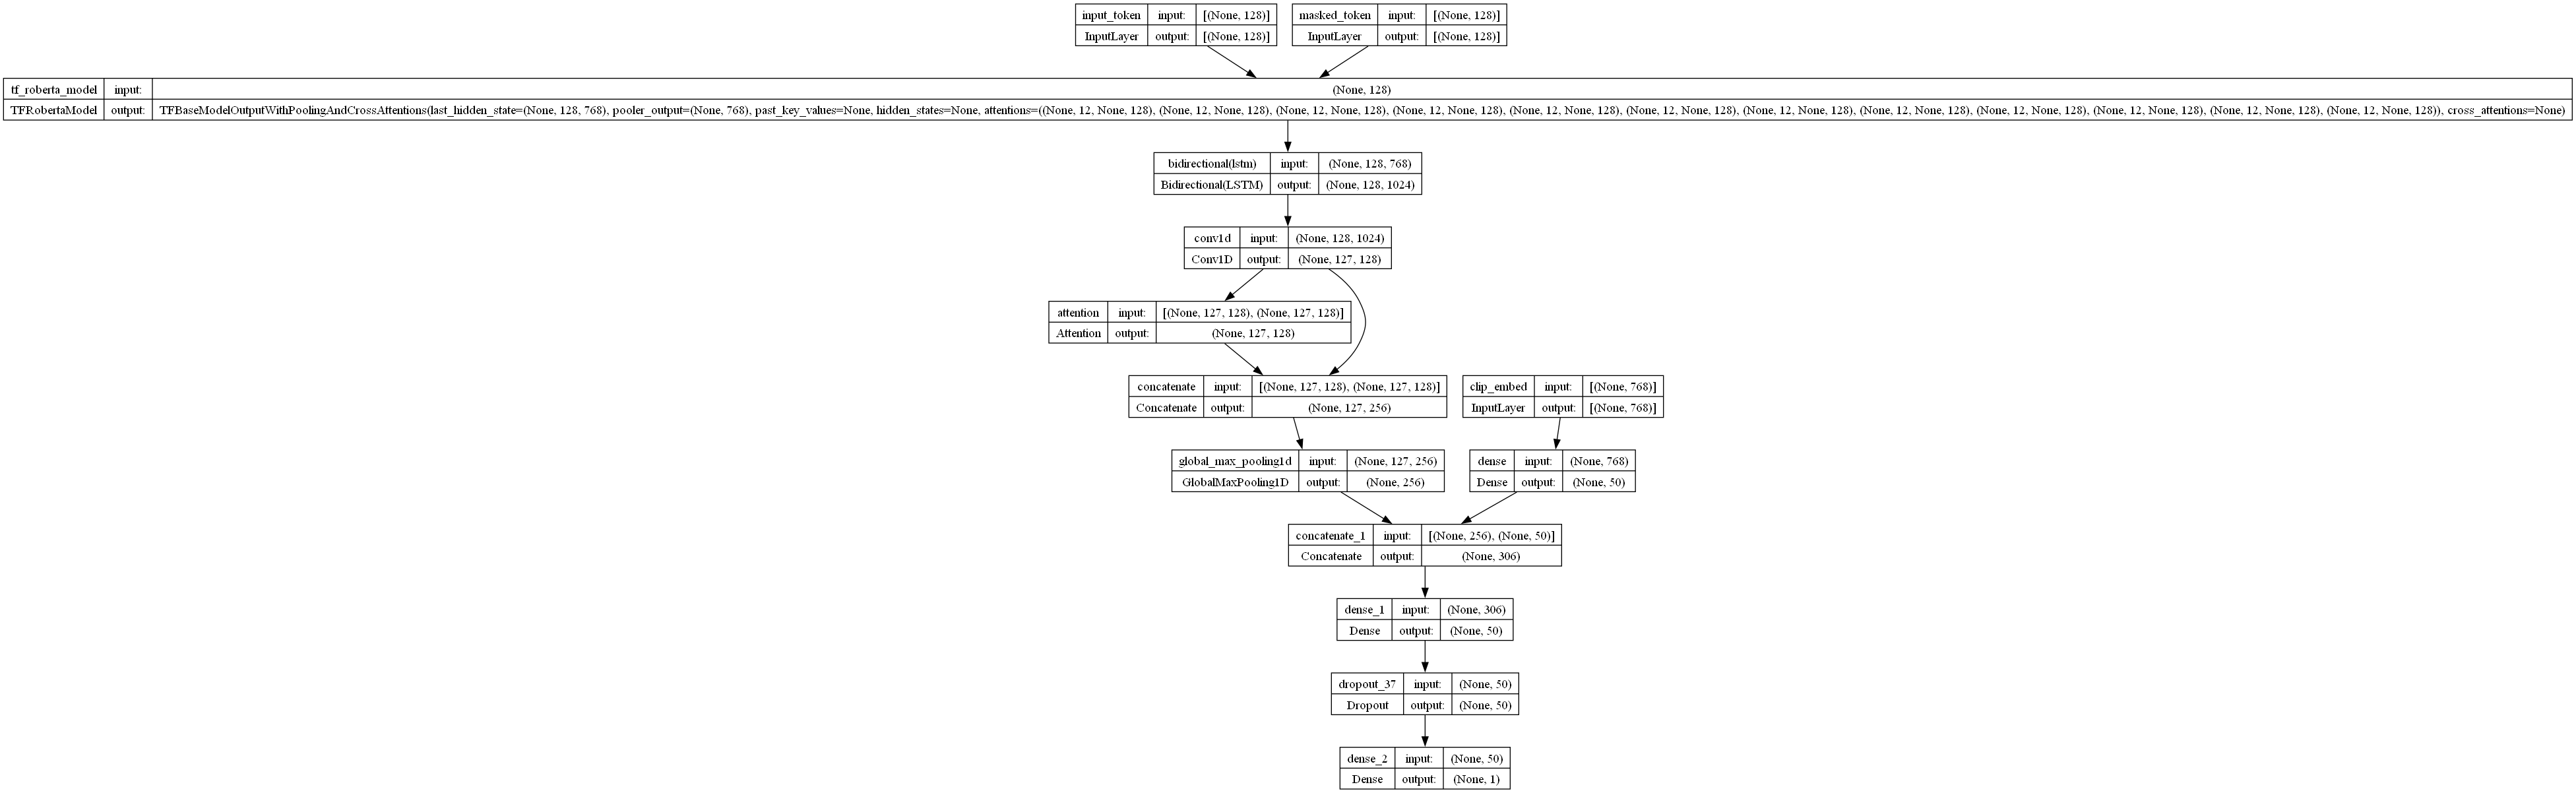 input_token input: [(None, 128)]
InputLayer output: [(None, 128)]
masked_token input: [(None, 128)]
InputLayer output: [(None, 128)]
tf_roberta_model input: (None, 128)
TFRobertaModel output: TFBaseModelOutputWithPoolingAndCrossAttentions(last_hidden_state=(None, 128, 768), pooler_output=(None, 768), past_key_values=None, hidden_states=None, attentions=((None, 12, None, 128), (None, 12, None, 128), (None, 12, None, 128), (None, 12, None, 128), (None, 12, None, 128), (None, 12, None, 128), (None, 12, None, 128), (None, 12, None, 128), (None, 12, None, 128), (None, 12, None, 128), (None, 12, None, 128), (None, 12, None, 128)), cross_attentions=None)
bidirectional(lstm) input: (None, 128, 768)
Bidirectional(LSTM) output: (None, 128, 1024)
conv1d input: (None, 128, 1024)
Conv1D output: (None, 127, 128)
attention input: [(None, 127, 128), (None, 127, 128)]
Attention output: (None, 127, 128)
concatenate input: [(None, 127, 128), (None, 127, 128)]
Concatenate output: (None, 127, 256)
clip_embed input: [(None, 768)]
InputLayer output: [(None, 768)]
global_max_pooling1d input: (None, 127, 256)
GlobalMaxPooling1D output: (None, 256)
dense input: (None, 768)
Dense output: (None, 50)
concatenate_1 input: [(None, 256), (None, 50)]
Concatenate output: (None, 306)
dense_1 input: (None, 306)
Dense output: (None, 50)
dropout_37 input: (None, 50)
Dropout output: (None, 50)
dense_2 input: (None, 50)
Dense output: (None, 1)